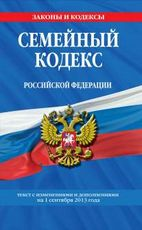 ЗАКОНЫ И КОДЕКСЫ
СЕМЕЙНЫЙ
КОДЕКС
РОССИЙСКОЙ ФЕДЕРАЦИИ
ТЕКСТ С ИЗМЕНЕНИЯМИ И ДОПОЛНЕНИЯМИ
НА 1 СЕНТЯБРЯ 2013 ГОДА